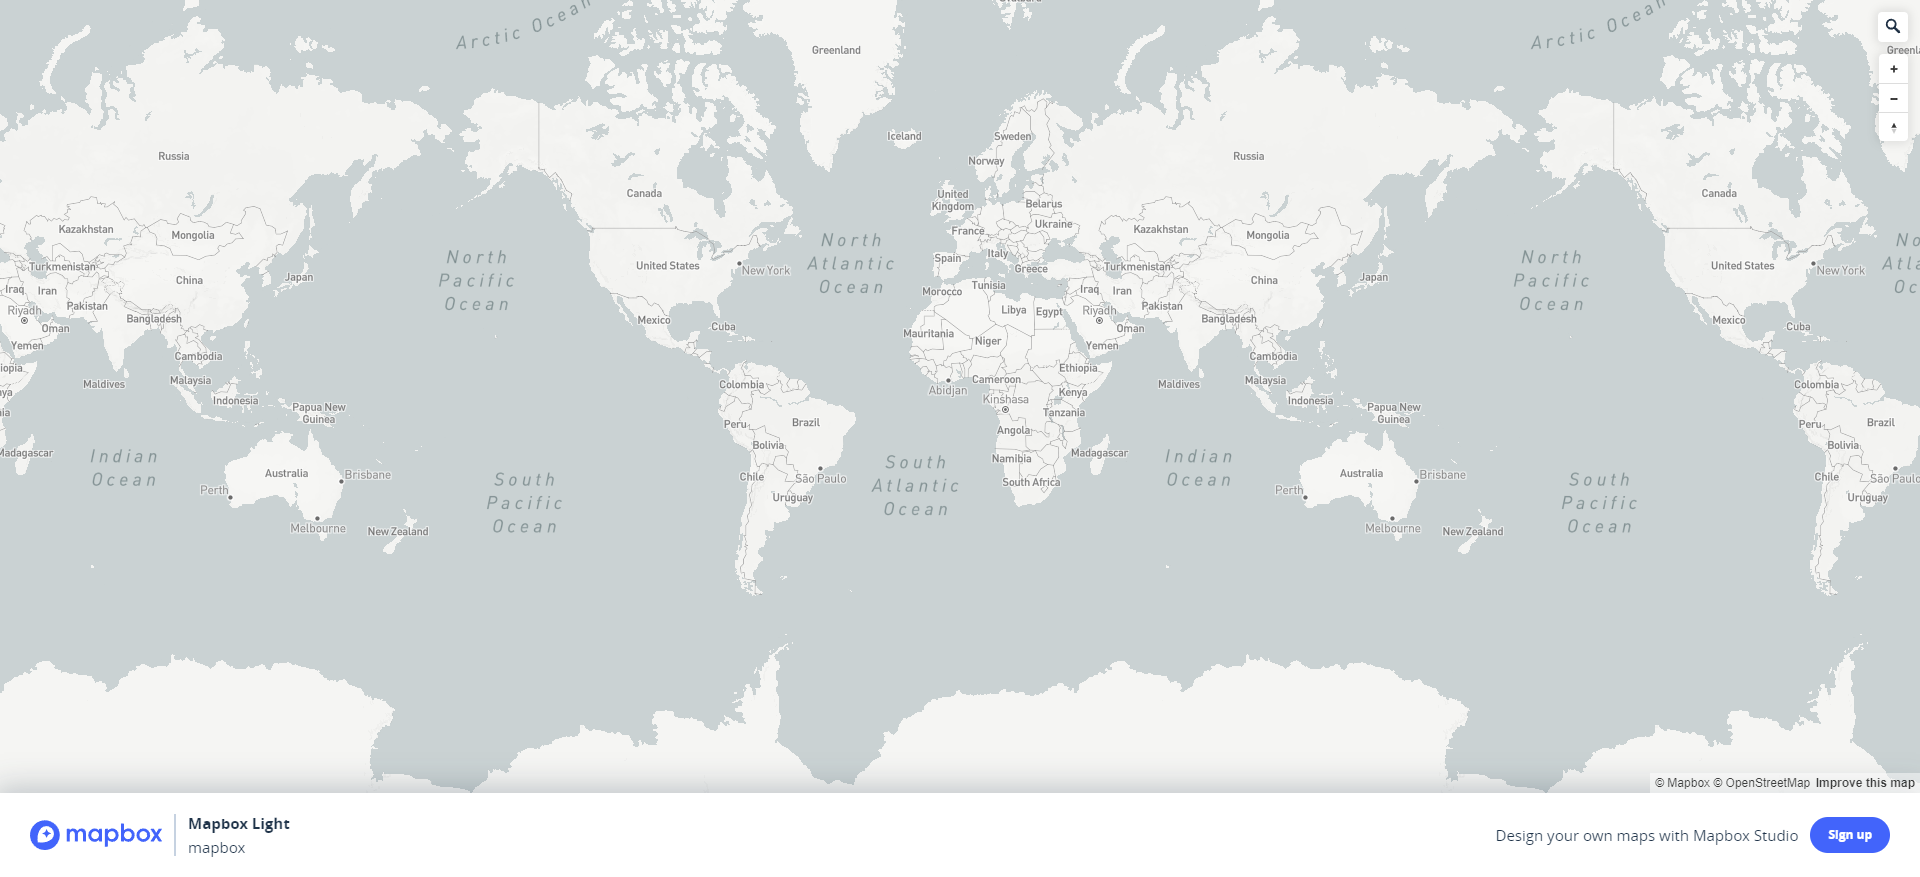 Arctic Ocean
Arctic Ocean
Greenland
Iceland
Sweden
Norway
Russia
Russia
Canada
Canada
United
Kingdom
Belarus
Ukraine
France
Kazakhstan
Mongolia
Kazakhstan
Mongolia
North
Pacific
Ocean
North
Atlantic
Ocean
North
Pacific
Ocean
Turkmenistan
China
Japan
United States
New York
Spain
Italy
Greece
Turkmenistan
China
Japan
United States
New York
Iraq
Iran
Pakistan
Riyadh
Oman
Bangladesh
Yemen
Cambodia
Mexico
Cuba
Morocco
Tunisia
Libya
Egypt
Mauritania
Niger
Iraq
Iran
Pakistan
Riyadh
Oman
Bangladesh
Yemen
Cambodia
Mexico
Cuba
Maldives
Malaysia
Indonesia
Papua New
Guinea
Colombia
Brazil
Peru
Bolivia
Abidjan
Cameroon
Ethiopia
Kinshasa
Kenya
Tanzania
Angola
Maldives
Malaysia
Indonesia
Papua New
Guinea
Colombia
Brazil
Peru
Bolivia
Madagascar
Indian
Ocean
Australia
Brisbane
Perth
Melbourne
New Zealand
South
Pacific
Ocean
Chile
São Paulo
Uruguay
South
Atlantic
Ocean
Namibia
South Africa
Madagascar
Indian
Ocean
Australia
Brisbane
Perth
Melbourne
New Zealand
South
Pacific
Ocean
Chile
São Paulo
Uruguay
© Mapbox © OpenStreetMap Improve this map
mapbox
Mapbox Light
mapbox
Design your own maps with Mapbox Studio
Sign up